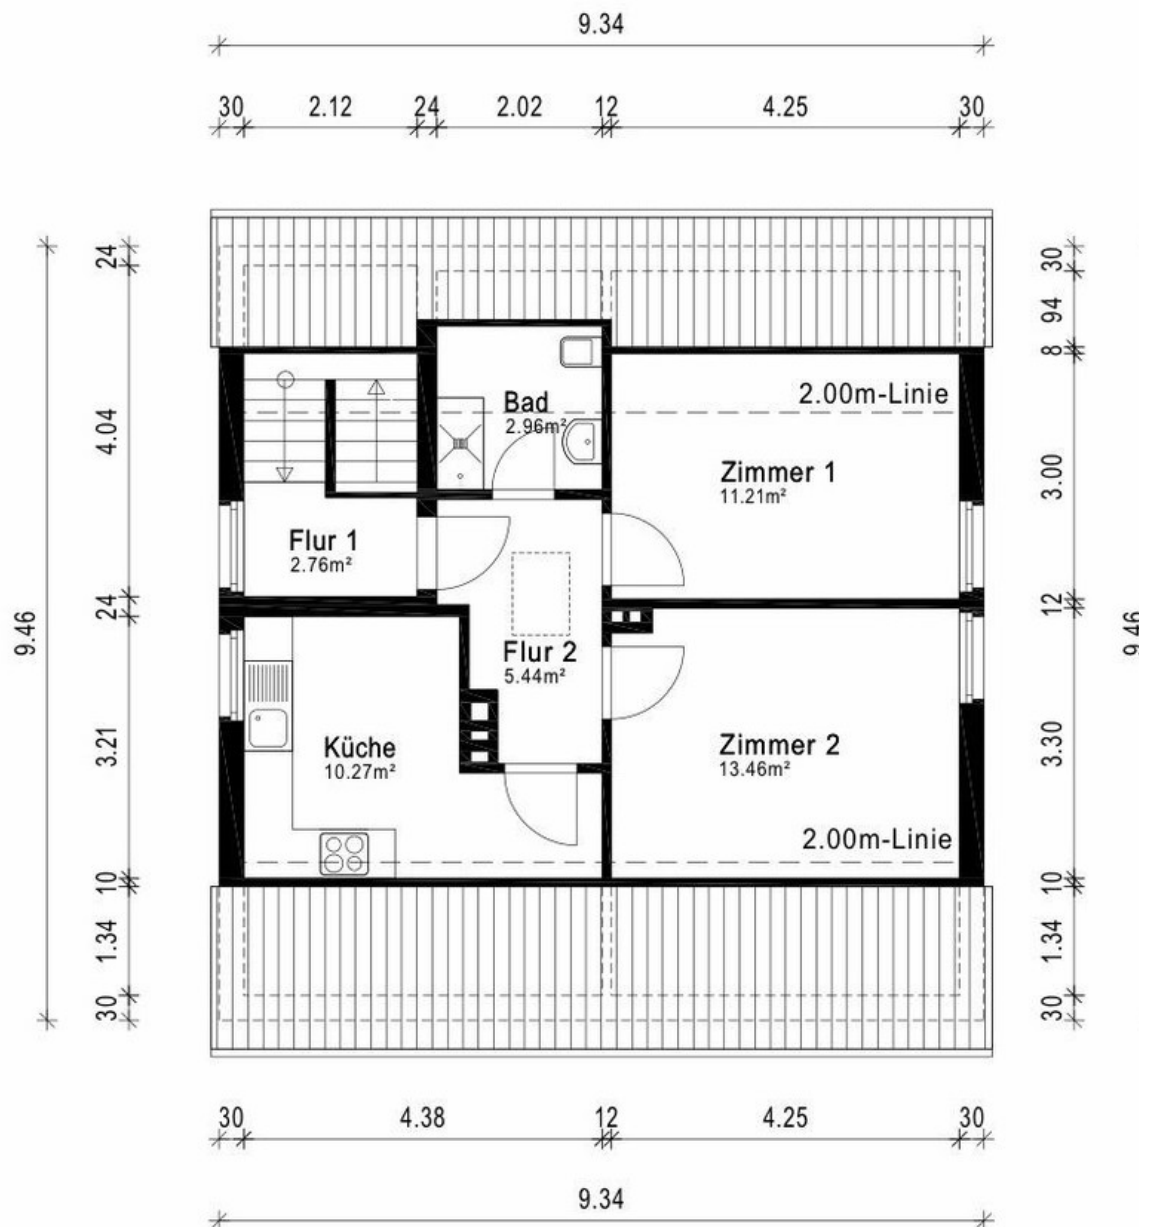 9.34
30 2.12 24 2.02 12 4.25 30
24
4.04
24
3.21
10
1.34
30
9.46
Bad
2.96m²
2.00m-Linie
Zimmer 1
11.21m²
Flur 1
2.76m²
Flur 2
5.44m²
Küche
10.27m²
Zimmer 2
13.46m²
2.00m-Linie
30
94
8
3.00
12
3.30
10
1.34
30
9.46
30 4.38 12 4.25 30
9.34